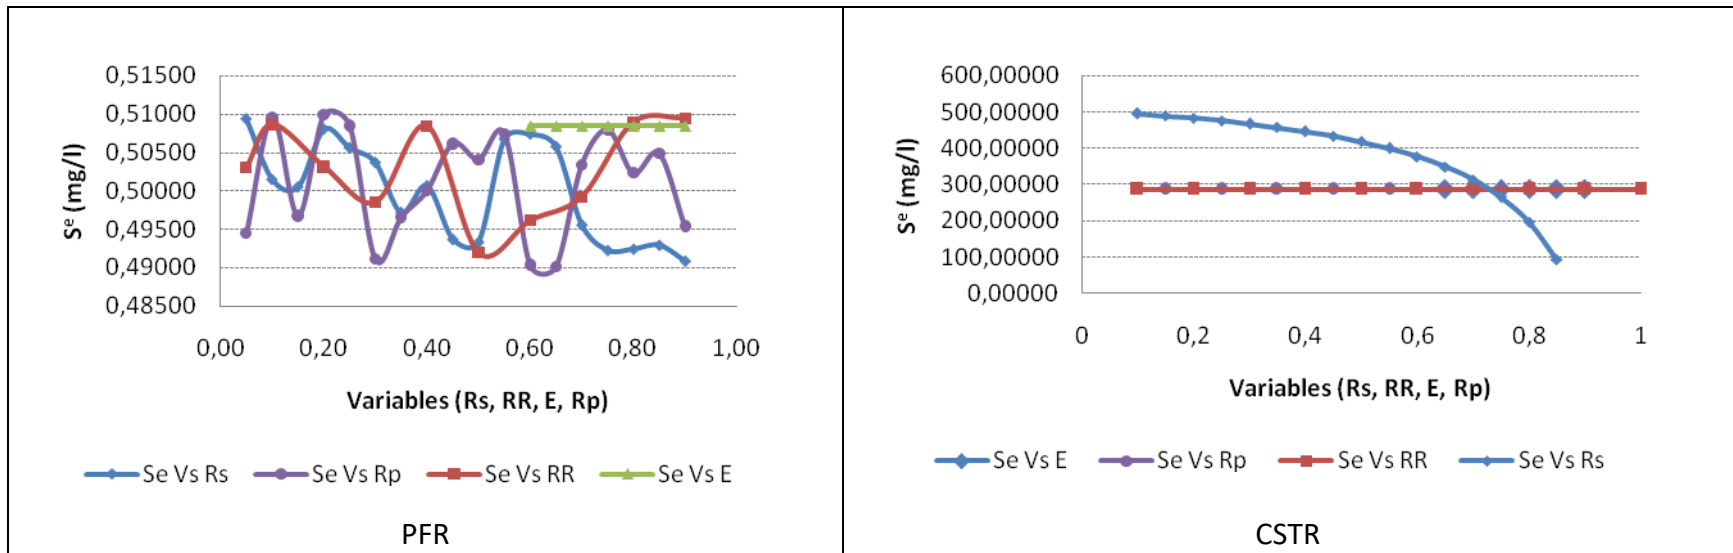 0,51500
0,51000
0,50500
0,50000
0,49500
0,49000
0,48500
Sᵉ (mg/l)
0,00 0,20 0,40 0,60 0,80 1,00
Variables (Rs, RR, E, Rp)
Se Vs Rs Se Vs Rp Se Vs RR Se Vs E
PFR
600,00000
500,00000
400,00000
300,00000
200,00000
100,00000
0,00000
Sᵉ (mg/l)
0 0,2 0,4 0,6 0,8 1
Variables (Rs, RR, E, Rp)
Se Vs E Se Vs Rp Se Vs RR Se Vs Rs
CSTR